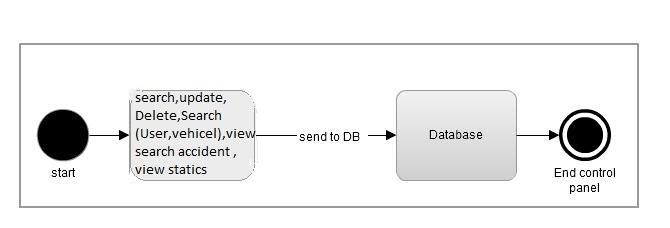 start
, search,update,
Delete,Search
(User,vehicel),view
search accident ,
view statics
send to DB
Database
End control
panel